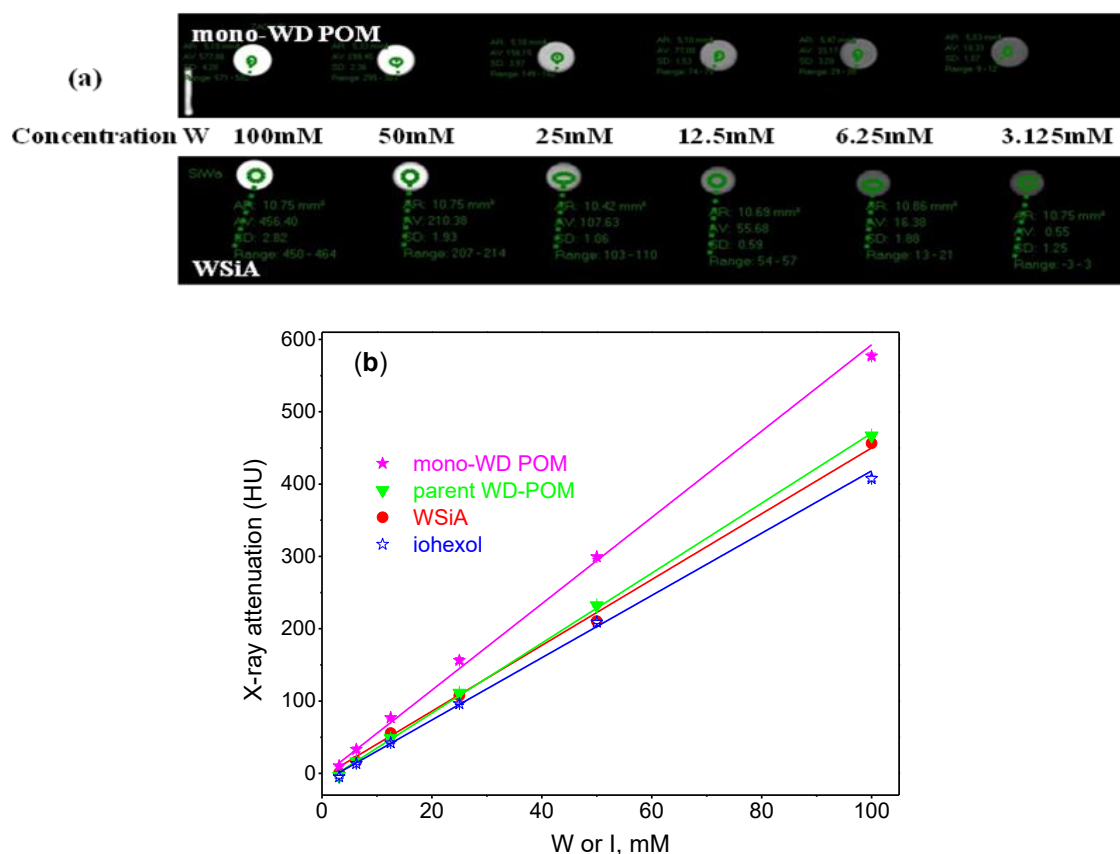 mono-WD POM
(a)
Concentration W 100mM 50mM 25mM 12.5mM 6.25mM 3.125mM
SiWa
AR: 10.75 mm² AR: 10.75 mm² AR: 10.42 mm² AR: 10.69 mm² AR: 10.86 mm² AR: 10.75 mm²
AV: 456.40 AV: 210.38 AV: 107.63 AV: 55.68 AV: 16.38 AV: 0.55
SD: 2.82 SD: 1.93 SD: 1.06 SD: 0.59 SD: 1.88 SD: 1.25
Range: 207 - 214 Range: 103 - 110 Range: 54 - 57 Range: 13 - 21 Range: -3 - 3
WSiA
(b)
600
500
400
300
200
100
0
X-ray attenuation (HU)
mono-WD POM
parent WD-POM
WSiA
iohexol
0 20 40 60 80 100
W or I, mM